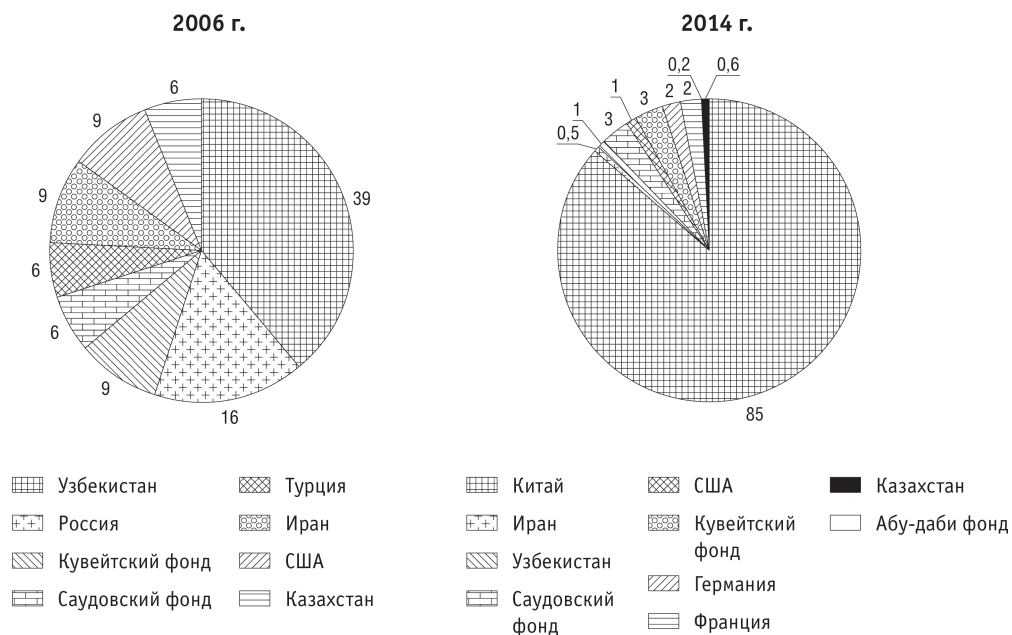 2006 г.
2014 г.
6
9
9
6
6
9
16
39
0,5
1
3
1
3
2
2
0,2
0,6
85
Узбекистан
Россия
Кувейтский фонд
Саудовский фонд
Турция
Иран
США
Казахстан
Китай
Иран
Узбекистан
Саудовский
фонд
США
Кувейтский
фонд
Германия
Франция
Казахстан
Абу-даби фонд